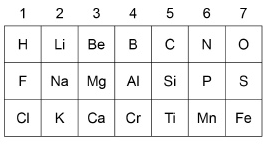 1 2 3 4 5 6 7
H Li Be B C N O
F Na Mg Al Si P S
Cl K Ca Cr Ti Mn Fe